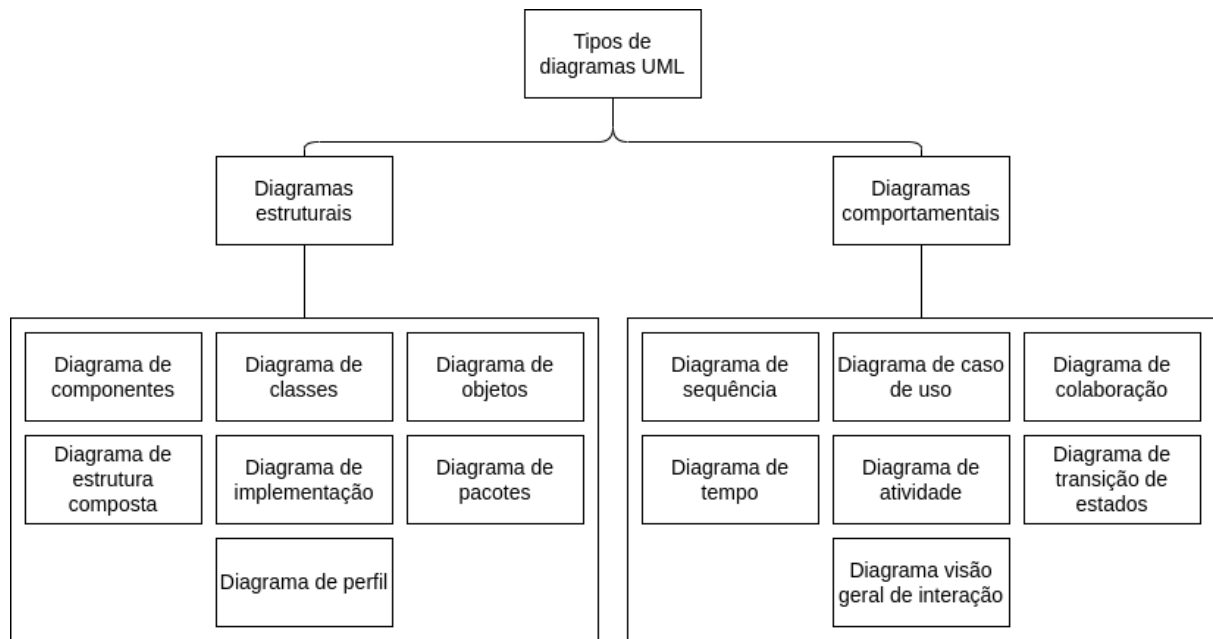 Tipos de
diagramas UML
Diagramas
estruturais
Diagramas
comportamentais
Diagrama de
componentes
Diagrama de
classes
Diagrama de
objetos
Diagrama de
estrutura
composta
Diagrama de
implementação
Diagrama de
pacotes
Diagrama de perfil
Diagrama de
sequência
Diagrama de caso
de uso
Diagrama de
colaboração
Diagrama de
tempo
Diagrama de
atividade
Diagrama de
transição de
estados
Diagrama visão
geral de interação